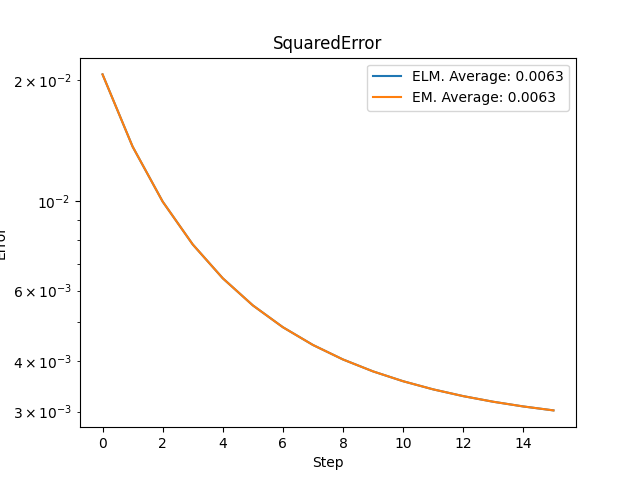 SquaredError
ELM. Average: 0.0063
EM. Average: 0.0063
2 × 10⁻²
10⁻²
6 × 10⁻³
4 × 10⁻³
3 × 10⁻³
Error
0 2 4 6 8 10 12 14
Step